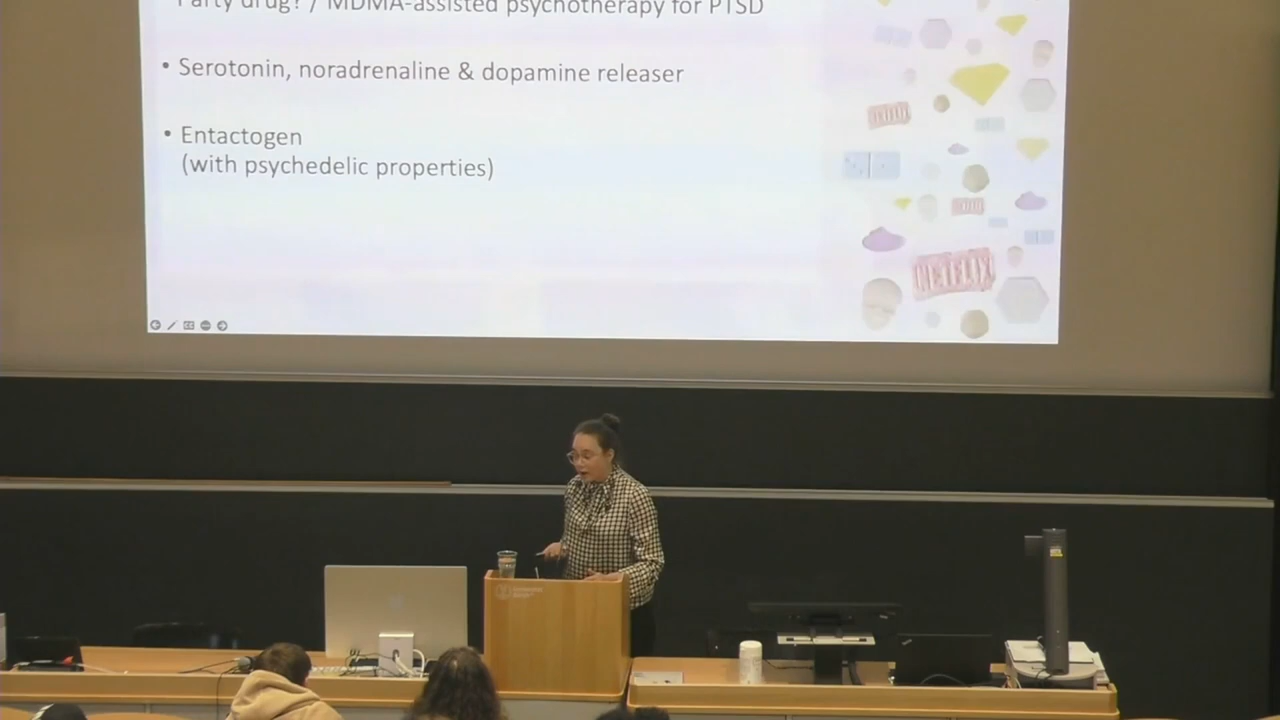 Party drug? / MDMA-assisted psychotherapy for PTSD
• Serotonin, noradrenaline & dopamine releaser
• Entactogen
(with psychedelic properties)
NETFLIX